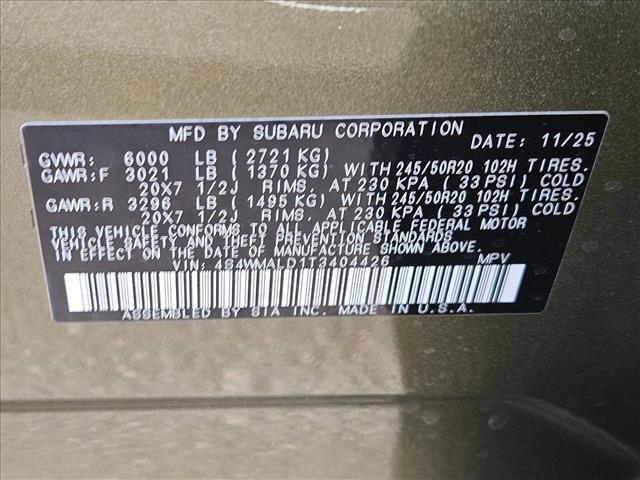 MFD BY SUBARU CORPORATION DATE: 11/25
GVWR: 6000 LB ( 2721 KG)
GAWR:F 3021 LB ( 1370 KG) WITH 245/50R20 102H TIRES.
20X7 1/2J RIMS, AT 230 KPA ( 33 PSI) COLD
GAWR:R 3296 LB ( 1495 KG) WITH 245/50R20 102H TIRES.
20X7 1/2J RIMS, AT 230 KPA ( 33 PSI) COLD
THIS VEHICLE CONFORMS TO ALL APPLICABLE FEDERAL MOTOR
VEHICLE SAFETY AND THEFT PREVENTION STANDARDS
IN EFFECT ON THE DATE OF MANUFACTURE SHOWN ABOVE.
VIN: 4S4WMALD1T3404426 MPV
ASSEMBLED BY SIA INC. MADE IN U.S.A.